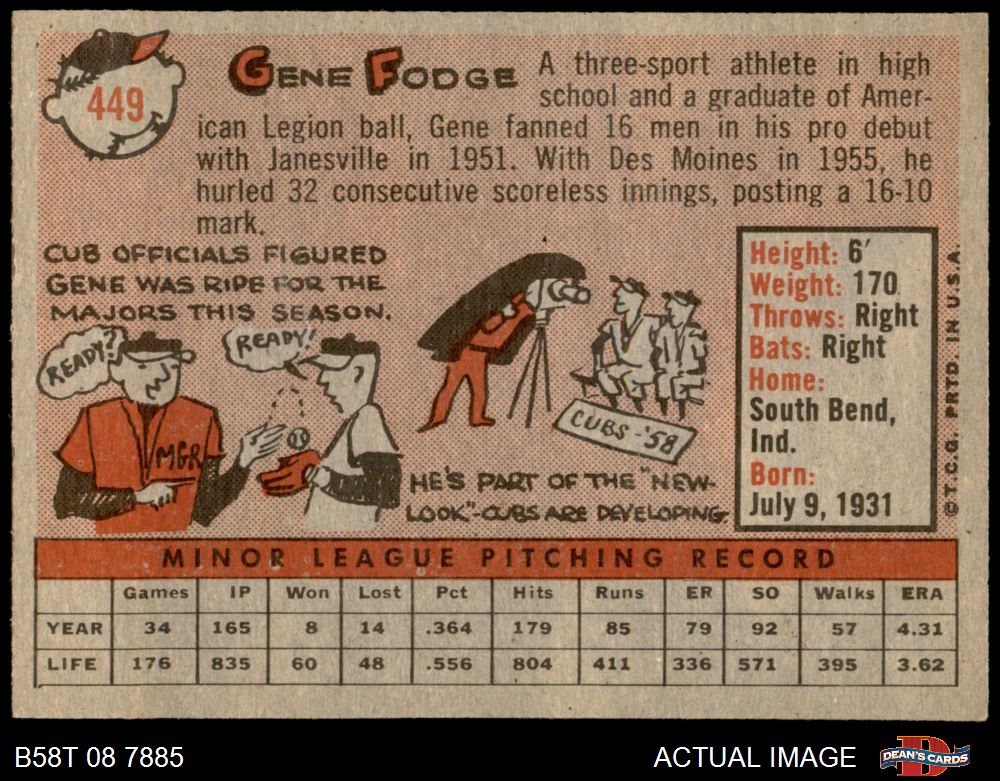 449
GENE FODGE
A three-sport athlete in high
school and a graduate of Amer-
ican Legion ball, Gene fanned 16 men in his pro debut
with Janesville in 1951. With Des Moines in 1955, he
hurled 32 consecutive scoreless innings, posting a 16-10
mark.
CUB OFFICIALS FIGURED
GENE WAS RIPE FOR THE
MAJORS THIS SEASON.
READY?
READY!
MGR
CUBS-'58
HE'S PART OF THE "NEW-
LOOK"-CUBS ARE DEVELOPING.
Height: 6'
Weight: 170
Throws: Right
Bats: Right
Home:
South Bend,
Ind.
Born:
July 9, 1931
© T.C.G. PRTD. IN U.S.A.
MINOR LEAGUE PITCHING RECORD
Games IP Won Lost Pct Hits Runs ER SO Walks ERA
YEAR 34 165 8 14 .364 179 85 79 92 57 4.31
LIFE 176 835 60 48 .556 804 411 336 571 395 3.62
B58T 08 7885
ACTUAL IMAGE
DEAN'S CARDS